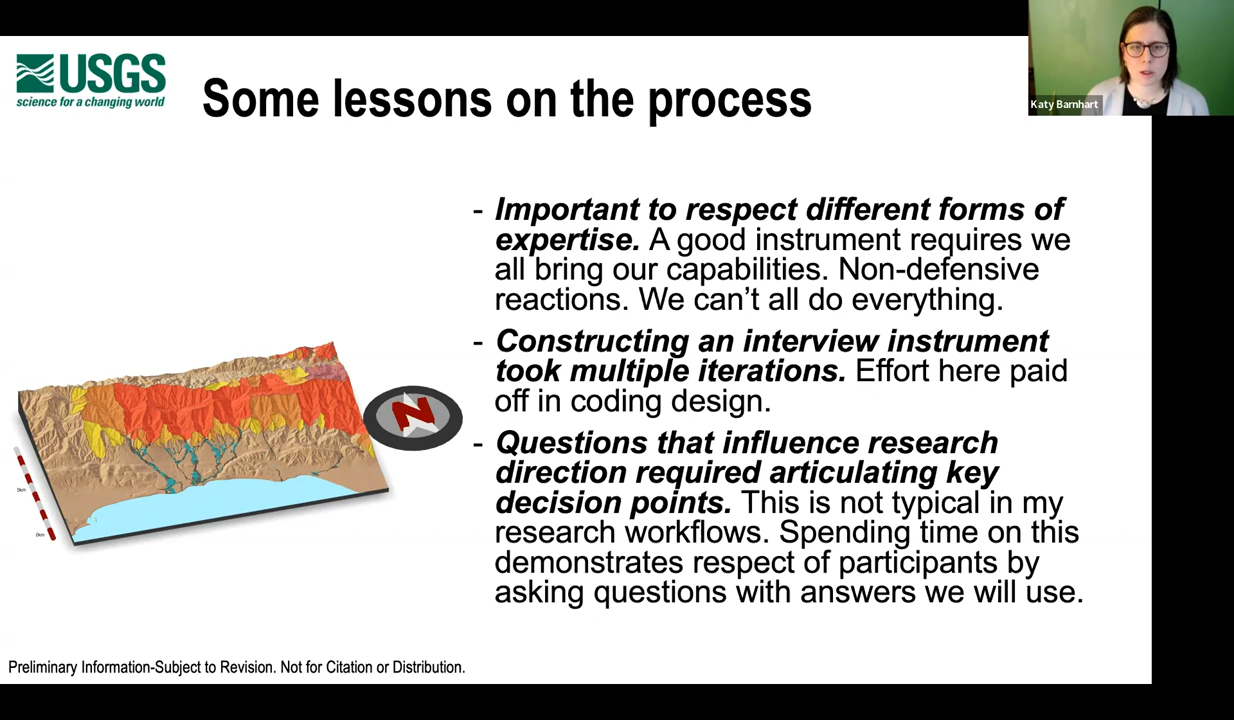 USGS
science for a changing world
Some lessons on the process
Katy Barnhart
- Important to respect different forms of
expertise. A good instrument requires we
all bring our capabilities. Non-defensive
reactions. We can’t all do everything.
- Constructing an interview instrument
took multiple iterations. Effort here paid
off in coding design.
- Questions that influence research
direction required articulating key
decision points. This is not typical in my
research workflows. Spending time on this
demonstrates respect of participants by
asking questions with answers we will use.
N
5km
2km
Preliminary Information-Subject to Revision. Not for Citation or Distribution.